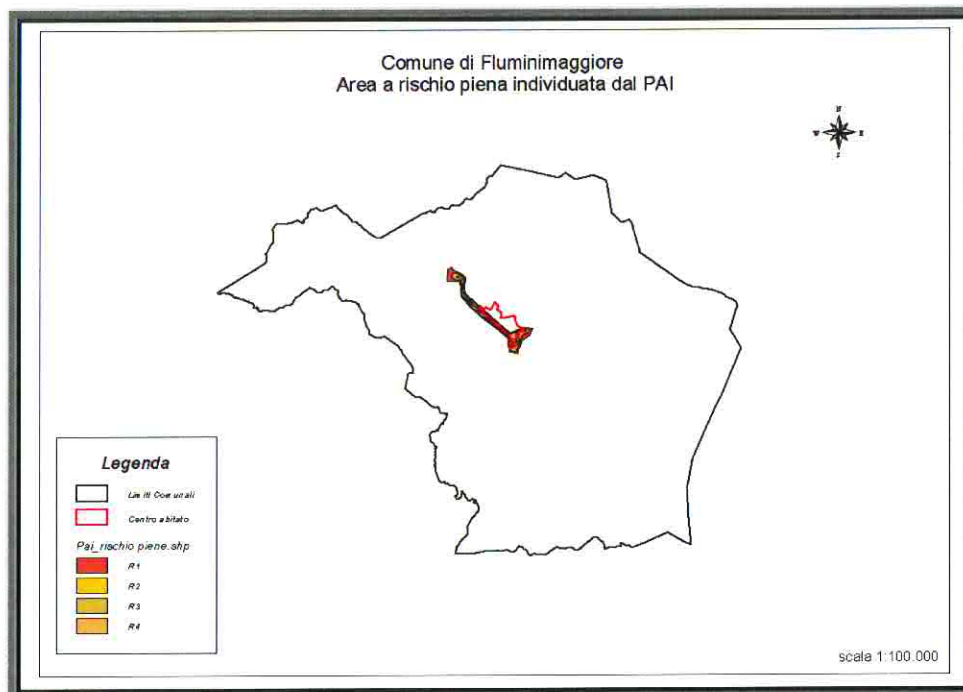 Comune di Fluminimaggiore
Area a rischio piena individuata dal PAI
N
W E
S
Legenda
Limiti Comunali
Centro abitato
Pai_rischio piene.shp
R1
R2
R3
R4
scala 1:100.000